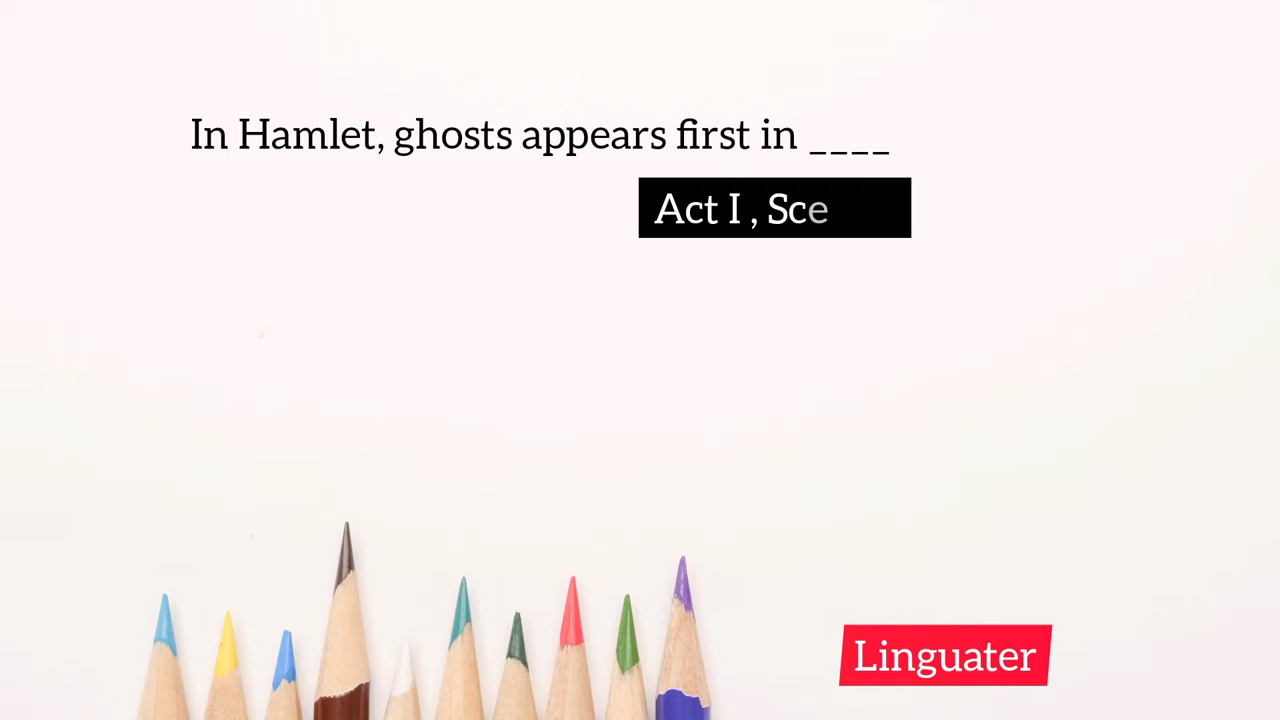 In Hamlet, ghosts appears first in ____
Act I , Sce
Linguater